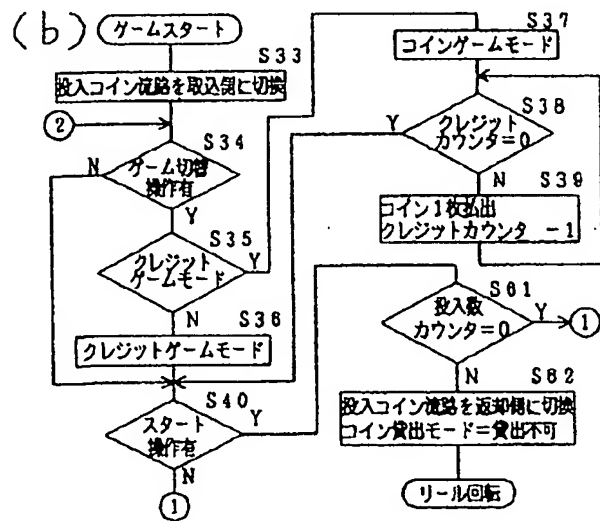 (b)
ゲームスタート
S33
投入コイン流路を取込側に切換
②
S34
N
ゲーム切替
操作有
Y
S35
クレジット
ゲームモード
Y
N
S36
クレジットゲームモード
S40
スタート
操作有
Y
N
①
S37
コインゲームモード
S38
Y
クレジット
カウンタ=0
N
S39
コイン1枚払出
クレジットカウンタ -1
S61
投入数
カウンタ=0
Y
①
N
S62
投入コイン流路を返却側に切換
コイン貸出モード=貸出不可
リール回転